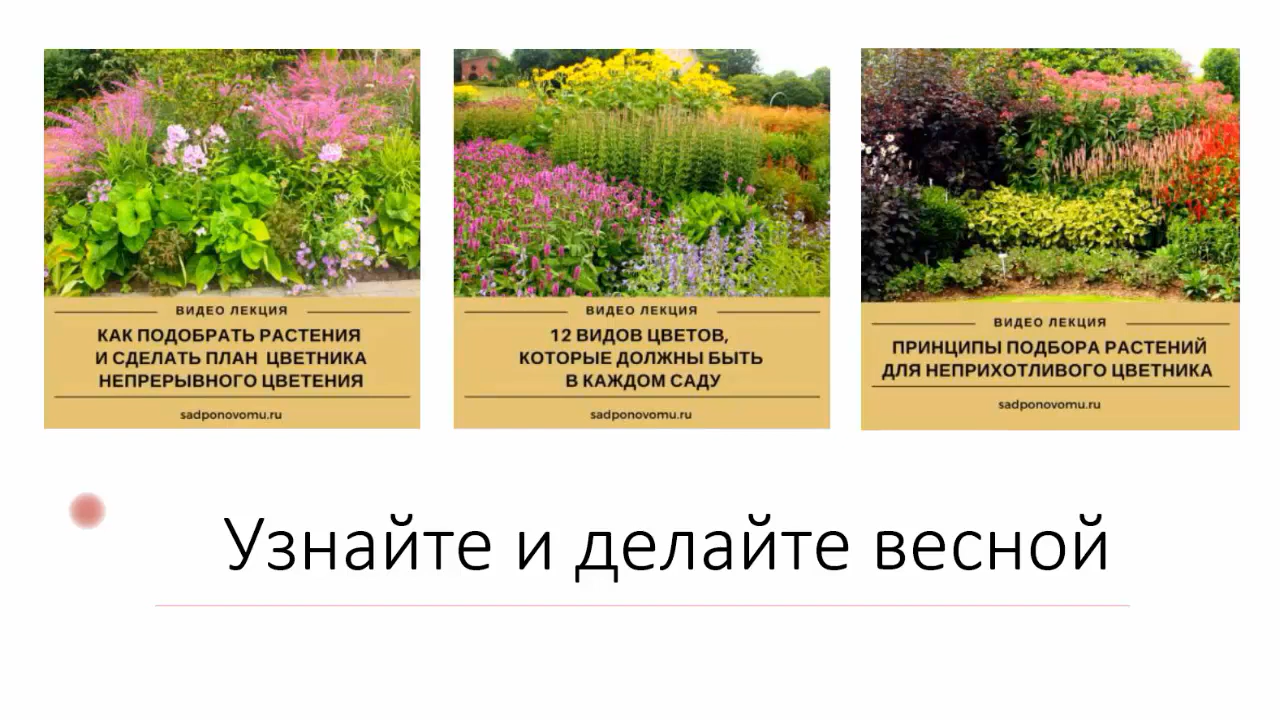 ВИДЕО ЛЕКЦИЯ
КАК ПОДОБРАТЬ РАСТЕНИЯ
И СДЕЛАТЬ ПЛАН ЦВЕТНИКА
НЕПРЕРЫВНОГО ЦВЕТЕНИЯ
sadponovomu.ru
ВИДЕО ЛЕКЦИЯ
12 ВИДОВ ЦВЕТОВ,
КОТОРЫЕ ДОЛЖНЫ БЫТЬ
В КАЖДОМ САДУ
sadponovomu.ru
ВИДЕО ЛЕКЦИЯ
ПРИНЦИПЫ ПОДБОРА РАСТЕНИЙ
ДЛЯ НЕПРИХОТЛИВОГО ЦВЕТНИКА
sadponovomu.ru
Узнайте и делайте весной